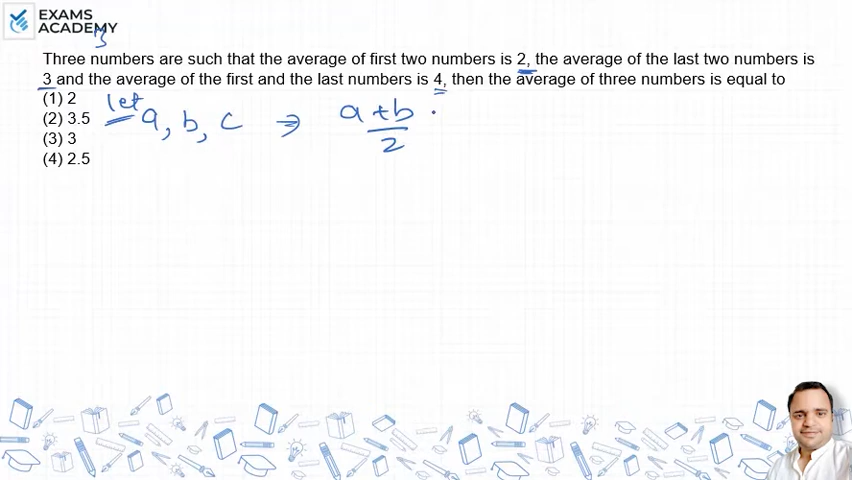 EXAMS
ACADEMY
3
Three numbers are such that the average of first two numbers is 2, the average of the last two numbers is
3 and the average of the first and the last numbers is 4, then the average of three numbers is equal to
(1) 2
(2) 3.5
(3) 3
(4) 2.5
let a, b, c ⇒ a+b
2